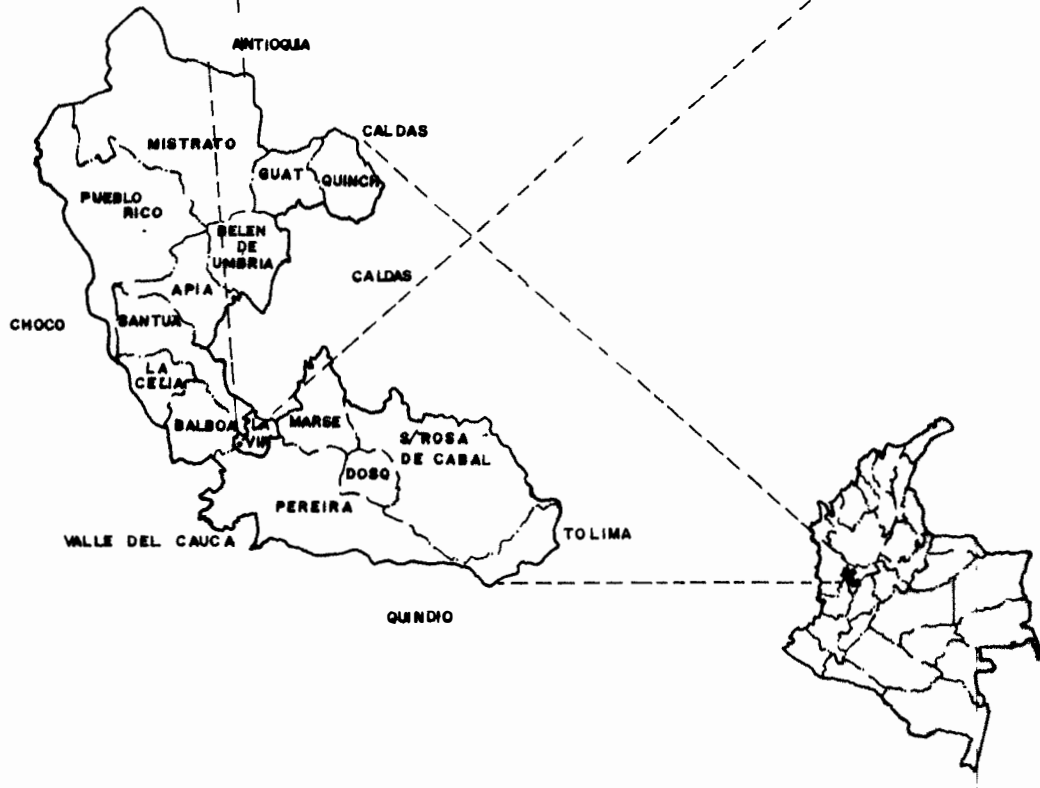 ANTIOQUIA
CALDAS
MISTRATO
GUAT
QUINCH
PUEBLO
RICO
BELEN
DE
UMBRIA
CALDAS
APIA
CHOCO
SANTUA
LA
CELIA
BALBOA
LA
VIR
MARSE
S/ROSA
DE CABAL
DOSQ
PEREIRA
VALLE DEL CAUCA
TOLIMA
QUINDIO